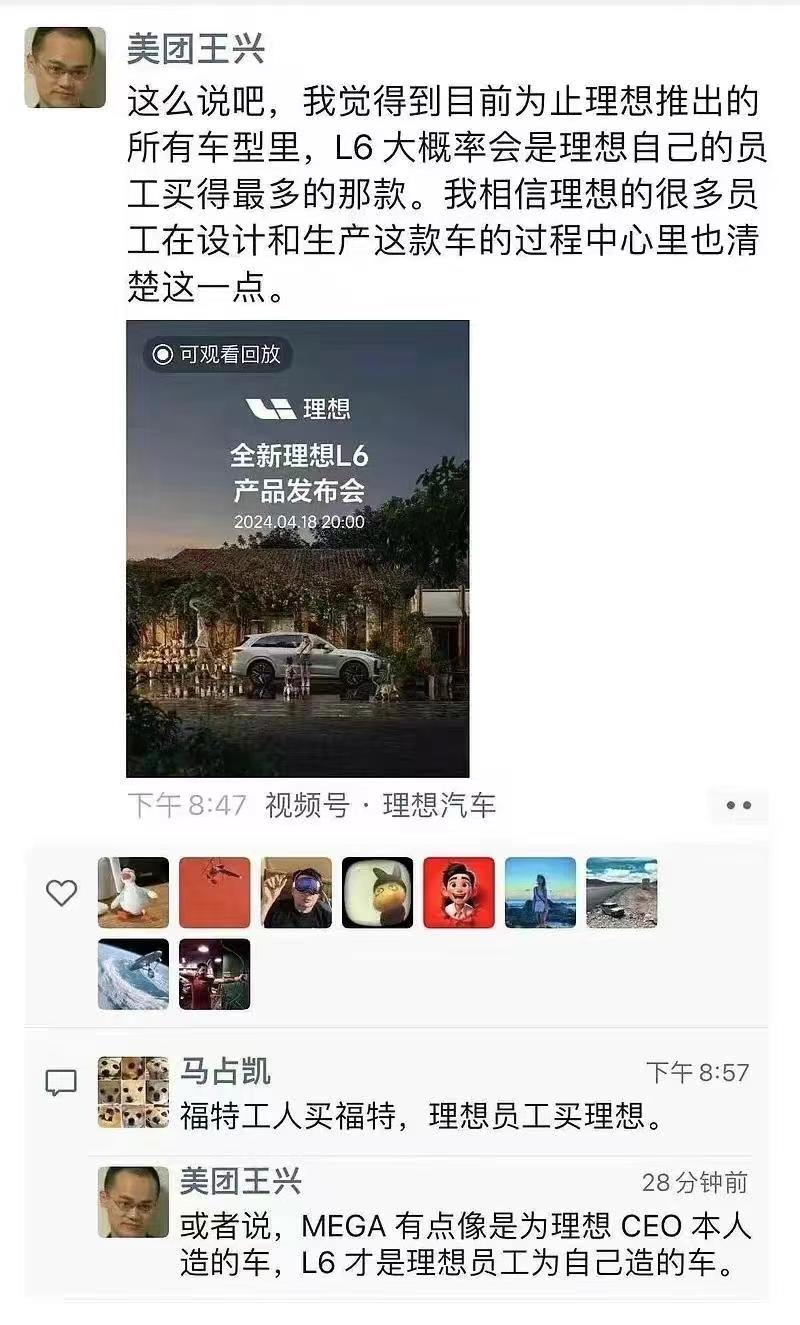 美团王兴
这么说吧，我觉得到目前为止理想推出的
所有车型里，L6 大概率会是理想自己的员
工买得最多的那款。我相信理想的很多员
工在设计和生产这款车的过程中心里也清
楚这一点。
可观看回放
理想
全新理想L6
产品发布会
2024.04.18 20:00
下午 8:47 视频号 · 理想汽车
马占凯 下午 8:57
福特工人买福特，理想员工买理想。
美团王兴 28 分钟前
或者说，MEGA 有点像是为理想 CEO 本人
造的车，L6 才是理想员工为自己造的车。